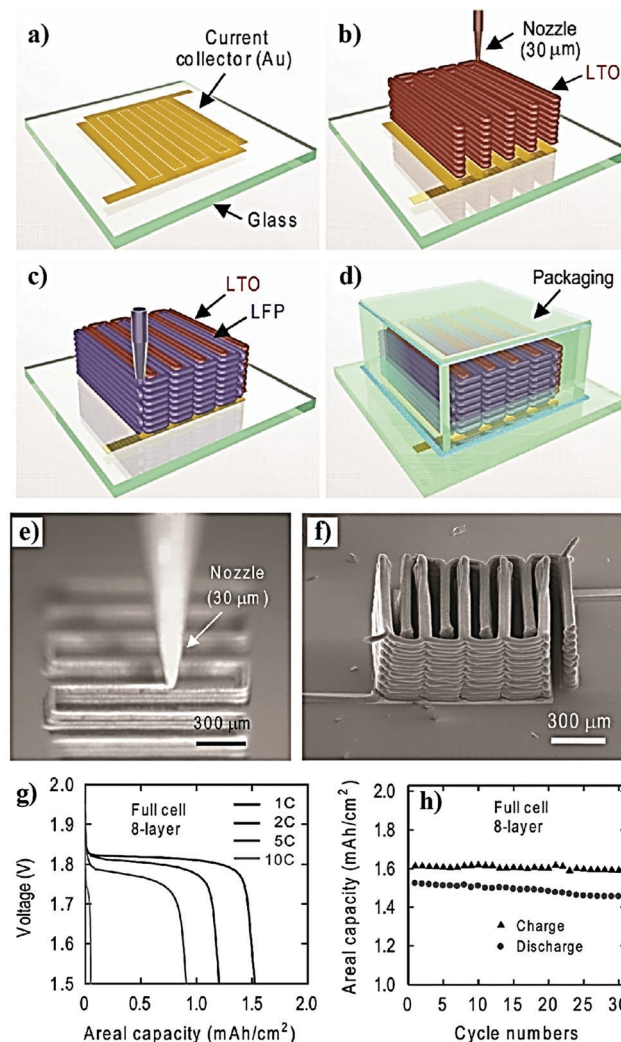 a)
Current
collector (Au)
Glass
b)
Nozzle
(30 μm)
LTO
c)
LTO
LFP
d)
Packaging
e)
Nozzle
(30 μm)
300 μm
f)
300 μm
g)
Full cell
8-layer
1C
2C
5C
10C
2.0
1.9
1.8
1.7
1.6
1.5
Voltage (V)
0 0.5 1.0 1.5 2.0
Areal capacity (mAh/cm²)
h)
Full cell
8-layer
2.0
1.8
1.6
1.4
1.2
1.0
Areal capacity (mAh/cm²)
Charge
Discharge
0 10 20 30
Cycle numbers